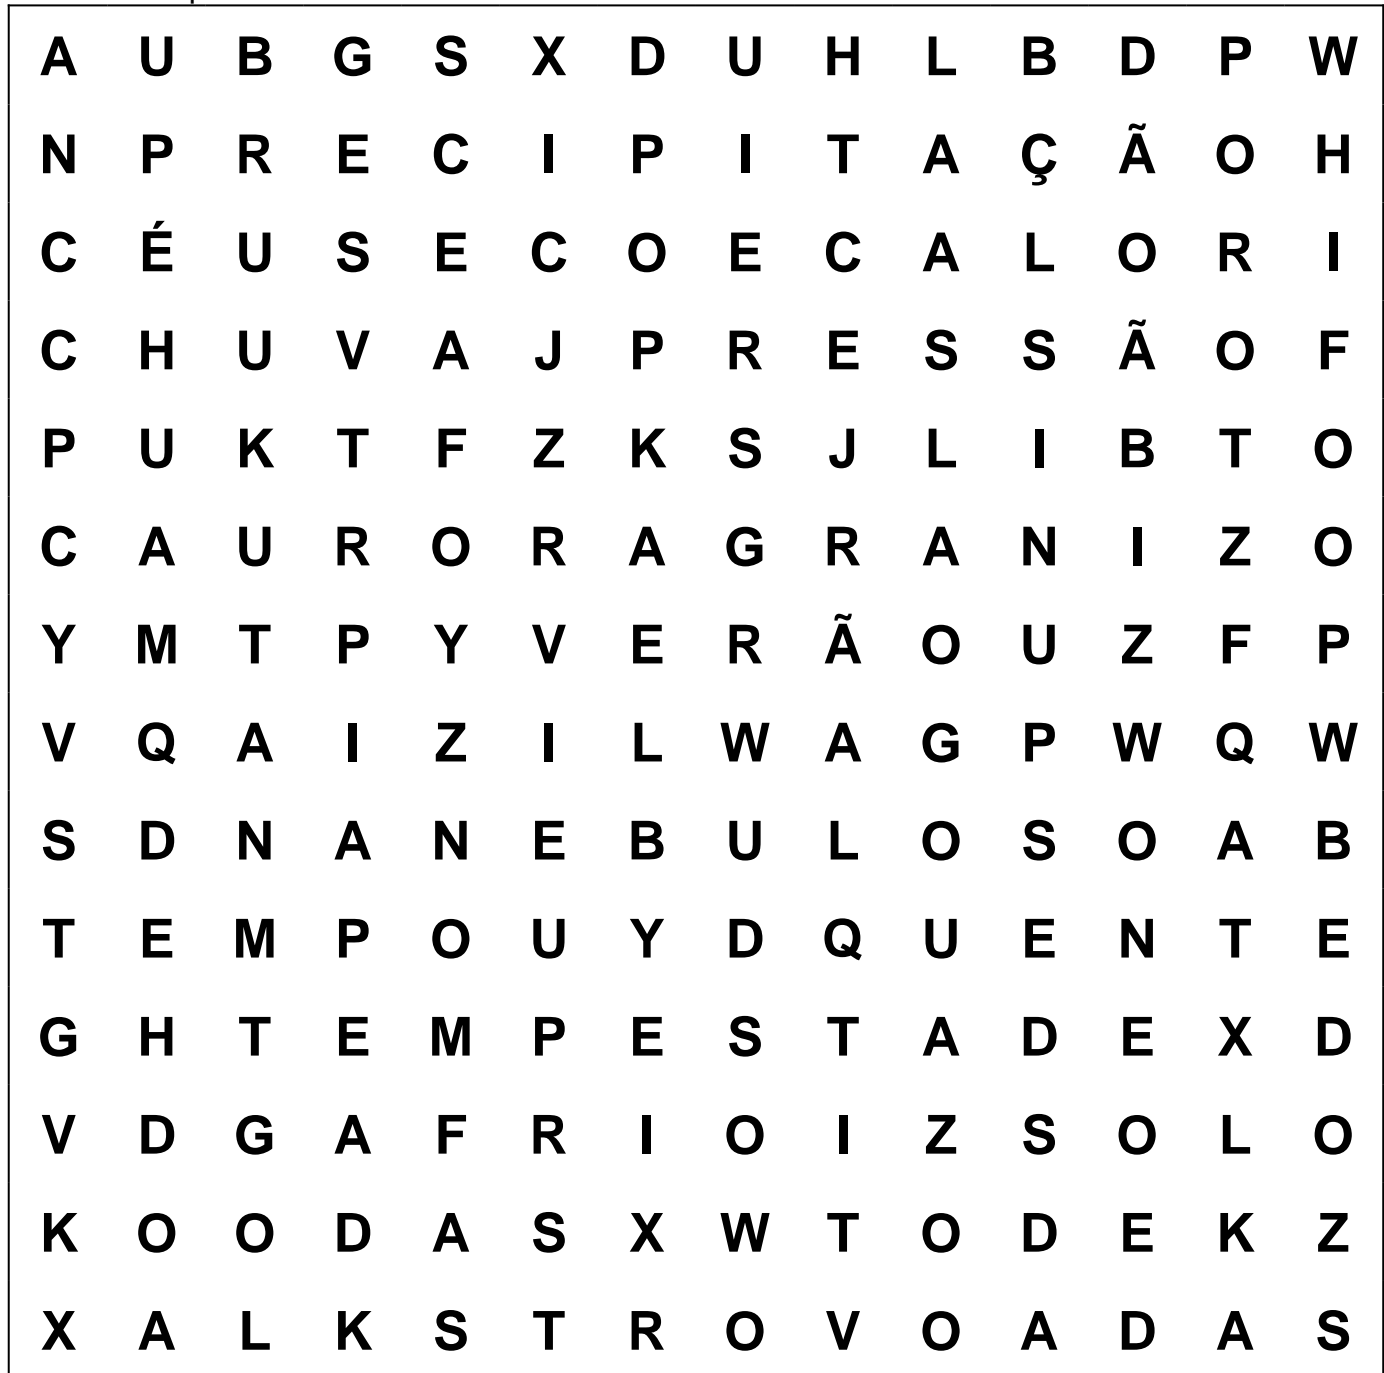 A U B G S X D U H L B D P W
N P R E C I P I T A Ç Ã O H
C É U S E C O E C A L O R I
C H U V A J P R E S S Ã O F
P U K T F Z K S J L I B T O
C A U R O R A G R A N I Z O
Y M T P Y V E R Ã O U Z F P
V Q A I Z I L W A G P W Q W
S D N A N E B U L O S O A B
T E M P O U Y D Q U E N T E
G H T E M P E S T A D E X D
V D G A F R I O I Z S O L O
K O O D A S X W T O D E K Z
X A L K S T R O V O A D A S